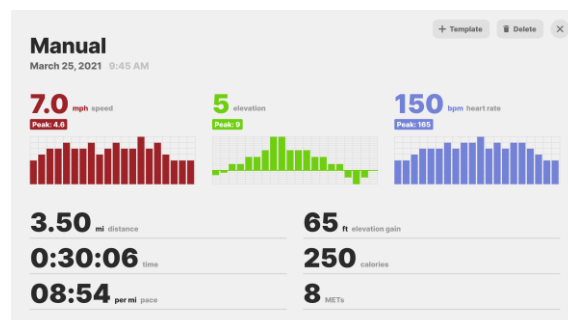 + Template Delete X
Manual
March 25, 2021 9:45 AM
7.0 mph speed
Peak: 4.6
5 elevation
Peak: 9
150 bpm heart rate
Peak: 165
3.50 mi distance
65 ft elevation gain
0:30:06 time
250 calories
08:54 per mi pace
8 METs